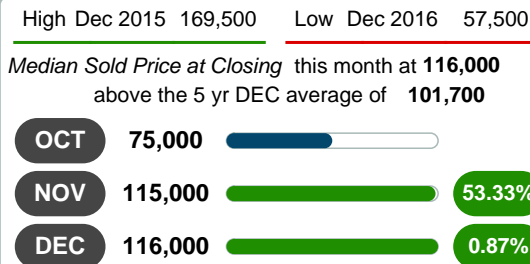 High Dec 2015 169,500 Low Dec 2016 57,500
Median Sold Price at Closing this month at 116,000
above the 5 yr DEC average of 101,700
OCT 75,000
NOV 115,000 53.33%
DEC 116,000 0.87%